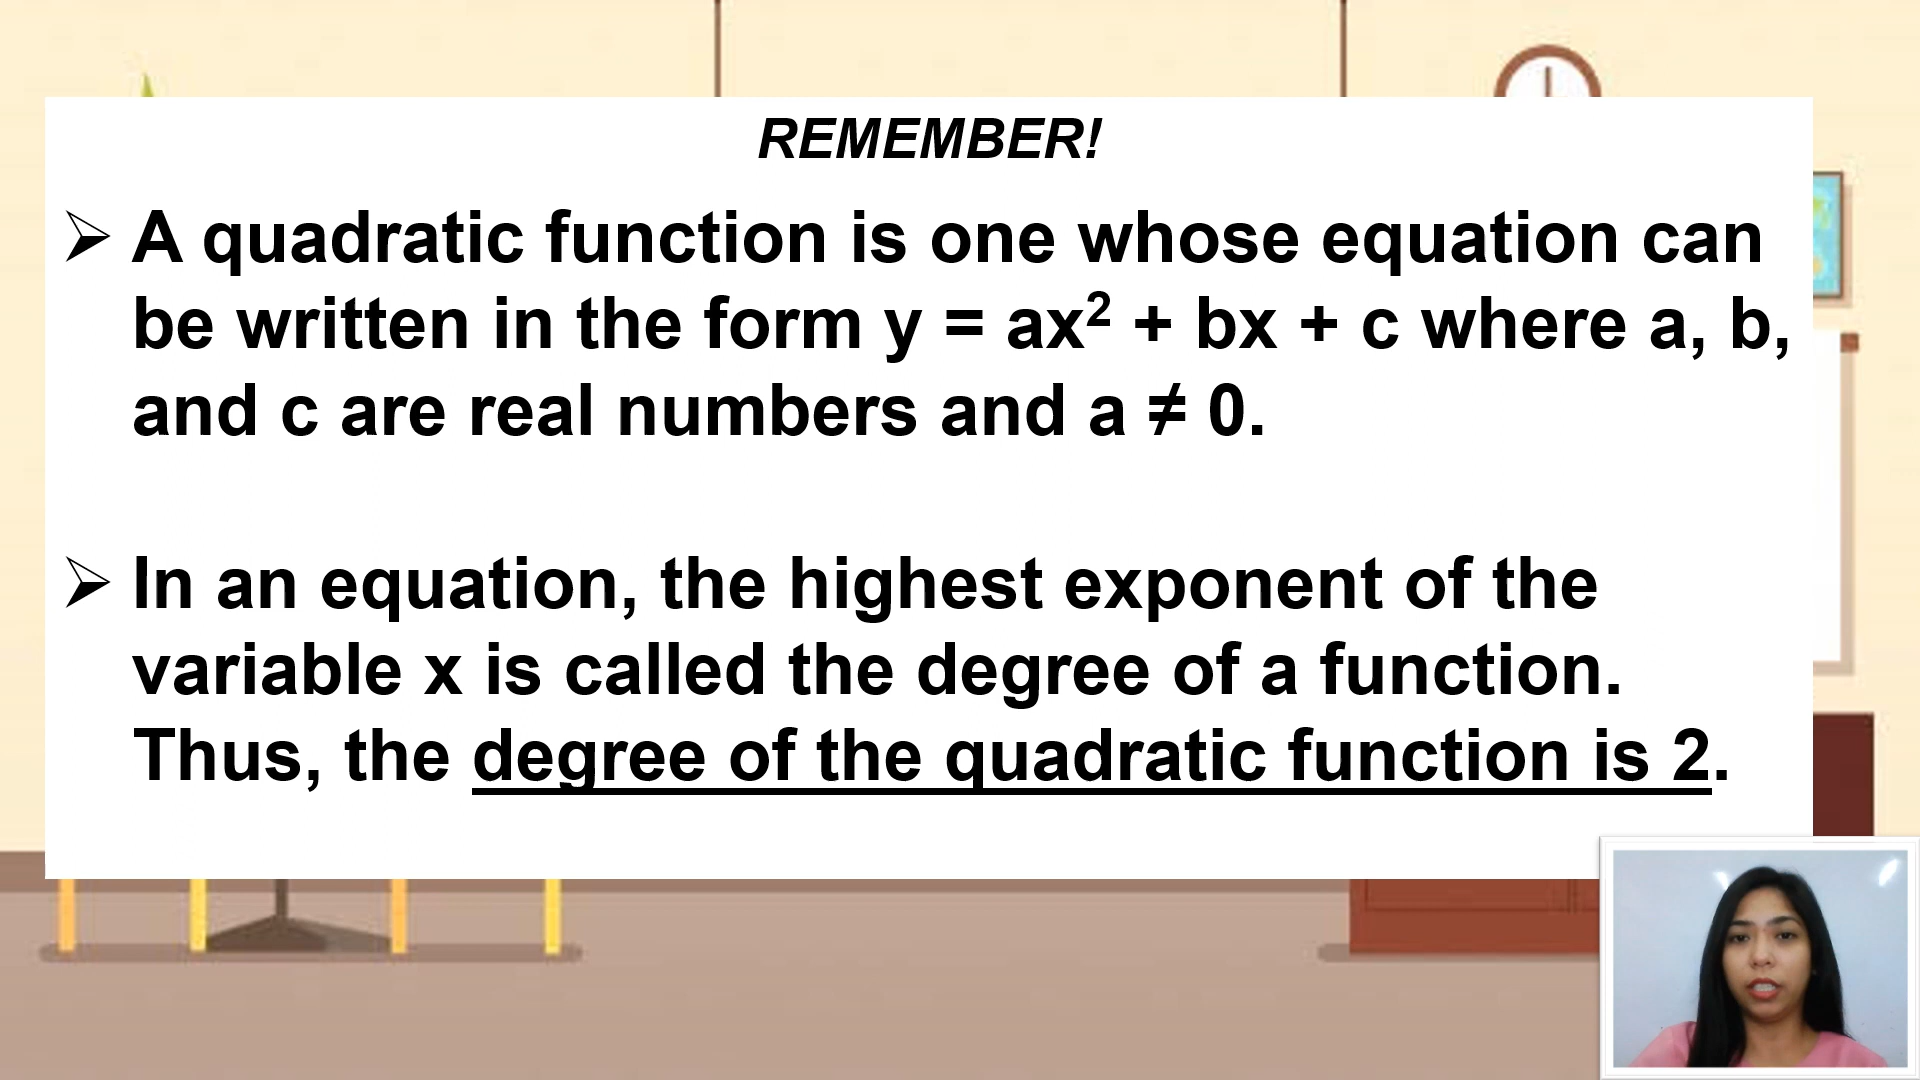 REMEMBER!
➢ A quadratic function is one whose equation can
be written in the form y = ax² + bx + c where a, b,
and c are real numbers and a ≠ 0.
➢ In an equation, the highest exponent of the
variable x is called the degree of a function.
Thus, the degree of the quadratic function is 2.